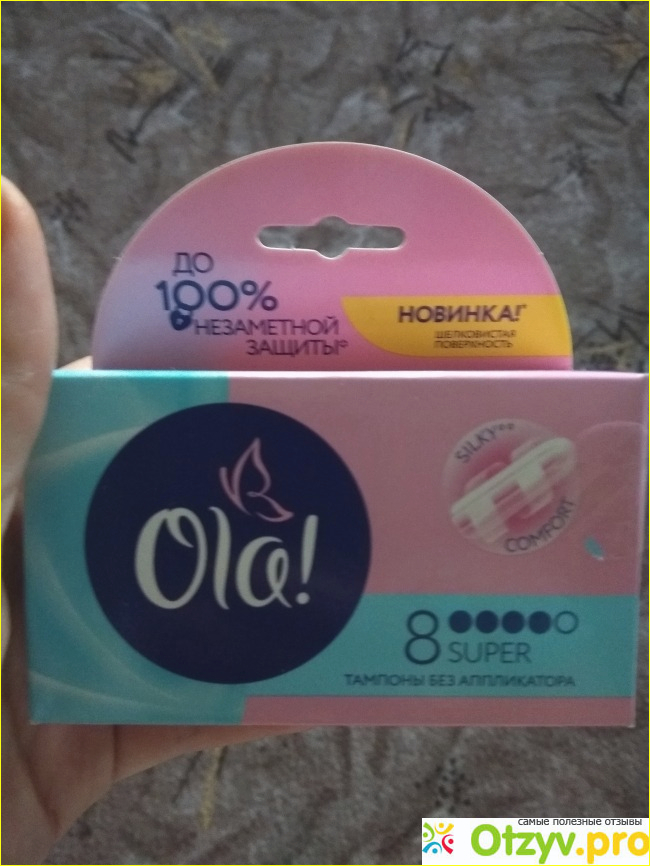 ДО
100%
НЕЗАМЕТНОЙ
ЗАЩИТЫ
НОВИНКА!
ШЕЛКОВИСТАЯ
ПОВЕРХНОСТЬ
Ola!
SILKY
COMFORT
8
SUPER
ТАМПОНЫ БЕЗ АППЛИКАТОРА
самые полезные отзывы
Otzyv.pro